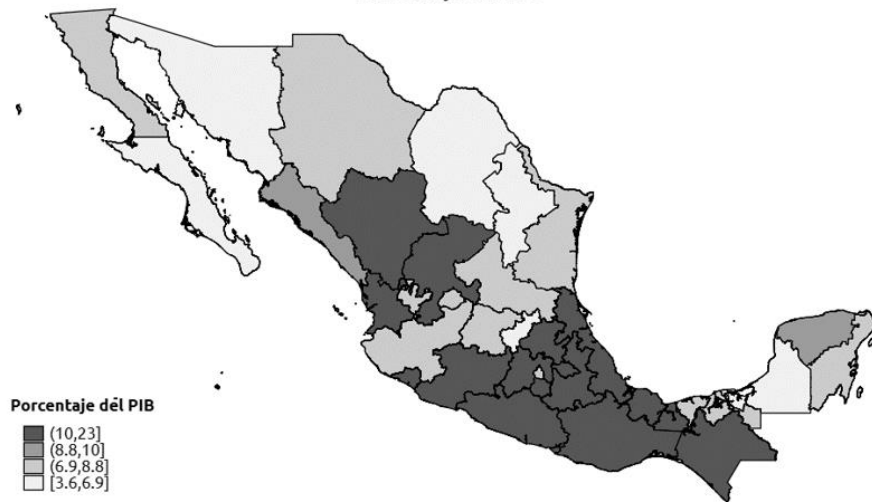 Porcentaje del PIB
(10,23]
(8.8,10]
(6.9,8.8]
[3.6,6.9]